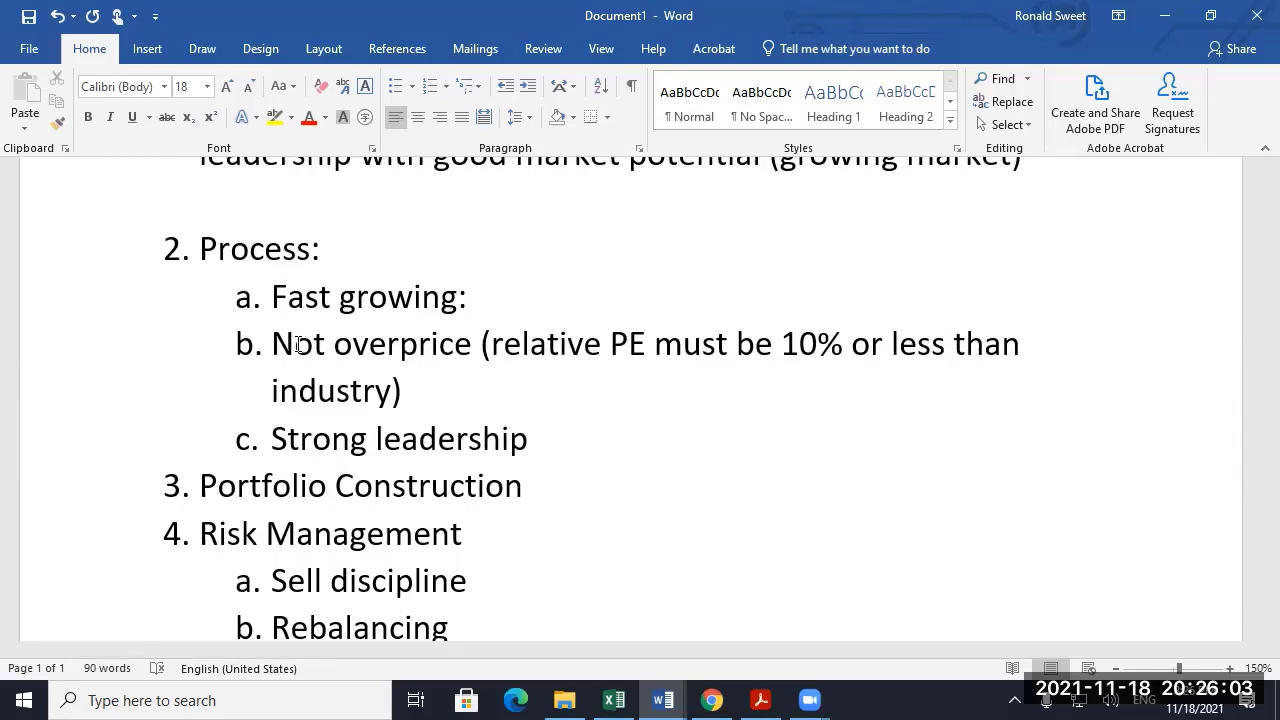 Document1 - Word
Ronald Sweet
File Home Insert Draw Design Layout References Mailings Review View Help Acrobat Tell me what you want to do Share
Paste
Calibri (Body) 18
AaBbCcDc AaBbCcDc AaBbCc AaBbCcE
¶ Normal ¶ No Spac... Heading 1 Heading 2
Find
Replace
Select
Create and Share Adobe PDF
Request Signatures
Clipboard Font Paragraph Styles Editing Adobe Acrobat
leadership with good market potential (growing market)
2. Process:
a. Fast growing:
b. Not overprice (relative PE must be 10% or less than
industry)
c. Strong leadership
3. Portfolio Construction
4. Risk Management
a. Sell discipline
b. Rebalancing
Page 1 of 1 90 words English (United States) 150%
Type here to search
2021-11-18 20:26:03
ENG
11/18/2021